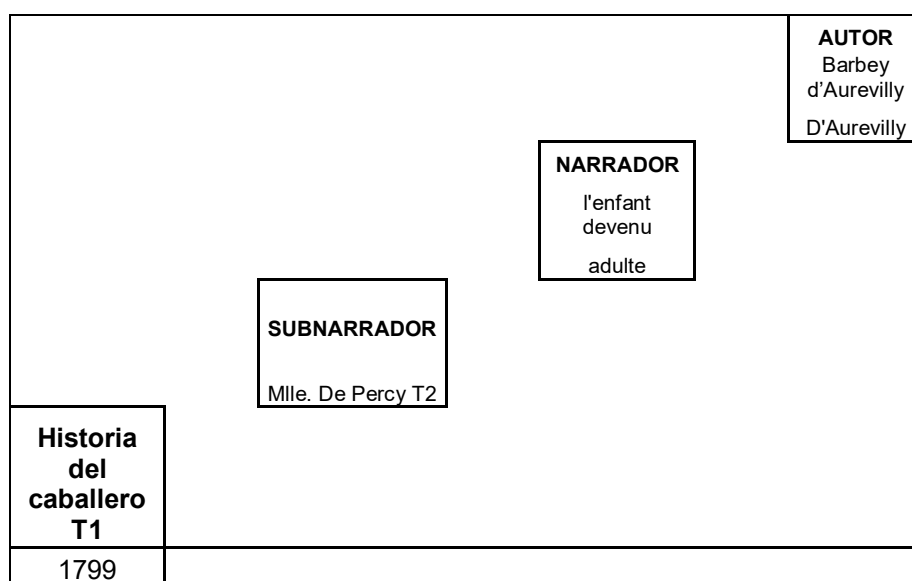 AUTOR
Barbey
d'Aurevilly
D'Aurevilly
NARRADOR
l'enfant
devenu
adulte
SUBNARRADOR
Mlle. De Percy T2
Historia
del
caballero
T1
1799